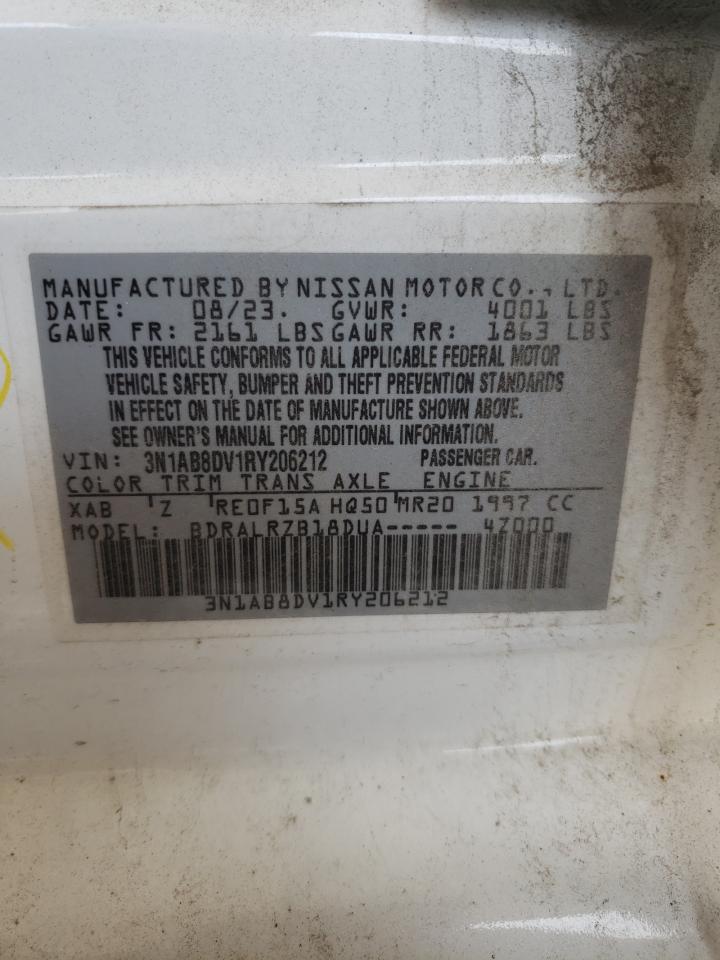 MANUFACTURED BY NISSAN MOTOR CO., LTD.
DATE: 08/23. GVWR: 4001 LBS
GAWR FR: 2161 LBS GAWR RR: 1863 LBS
THIS VEHICLE CONFORMS TO ALL APPLICABLE FEDERAL MOTOR
VEHICLE SAFETY, BUMPER AND THEFT PREVENTION STANDARDS
IN EFFECT ON THE DATE OF MANUFACTURE SHOWN ABOVE.
SEE OWNER'S MANUAL FOR ADDITIONAL INFORMATION.
VIN: 3N1AB8DV1RY206212 PASSENGER CAR.
COLOR TRIM TRANS AXLE ENGINE
XAB Z RE0F15A HQ50 MR20 1997 CC
MODEL: BDRALRZB18DUA----- 4Z000
3N1AB8DV1RY206212